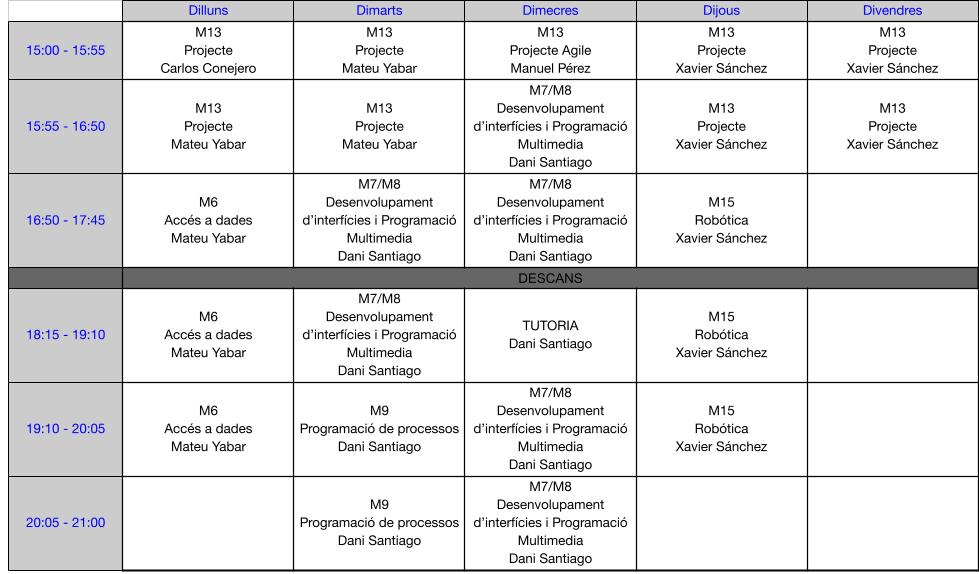 Dilluns
Dimarts
Dimecres
Dijous
Divendres
15:00 - 15:55
M13
Projecte
Carlos Conejero
M13
Projecte
Mateu Yabar
M13
Projecte Agile
Manuel Pérez
M13
Projecte
Xavier Sánchez
M13
Projecte
Xavier Sánchez
15:55 - 16:50
M13
Projecte
Mateu Yabar
M13
Projecte
Mateu Yabar
M7/M8
Desenvolupament
d'interfícies i Programació
Multimedia
Dani Santiago
M13
Projecte
Xavier Sánchez
M13
Projecte
Xavier Sánchez
16:50 - 17:45
M6
Accés a dades
Mateu Yabar
M7/M8
Desenvolupament
d'interfícies i Programació
Multimedia
Dani Santiago
M7/M8
Desenvolupament
d'interfícies i Programació
Multimedia
Dani Santiago
M15
Robótica
Xavier Sánchez
DESCANS
18:15 - 19:10
M6
Accés a dades
Mateu Yabar
M7/M8
Desenvolupament
d'interfícies i Programació
Multimedia
Dani Santiago
TUTORIA
Dani Santiago
M15
Robótica
Xavier Sánchez
19:10 - 20:05
M6
Accés a dades
Mateu Yabar
M9
Programació de processos
Dani Santiago
M7/M8
Desenvolupament
d'interfícies i Programació
Multimedia
Dani Santiago
M15
Robótica
Xavier Sánchez
20:05 - 21:00
M9
Programació de processos
Dani Santiago
M7/M8
Desenvolupament
d'interfícies i Programació
Multimedia
Dani Santiago